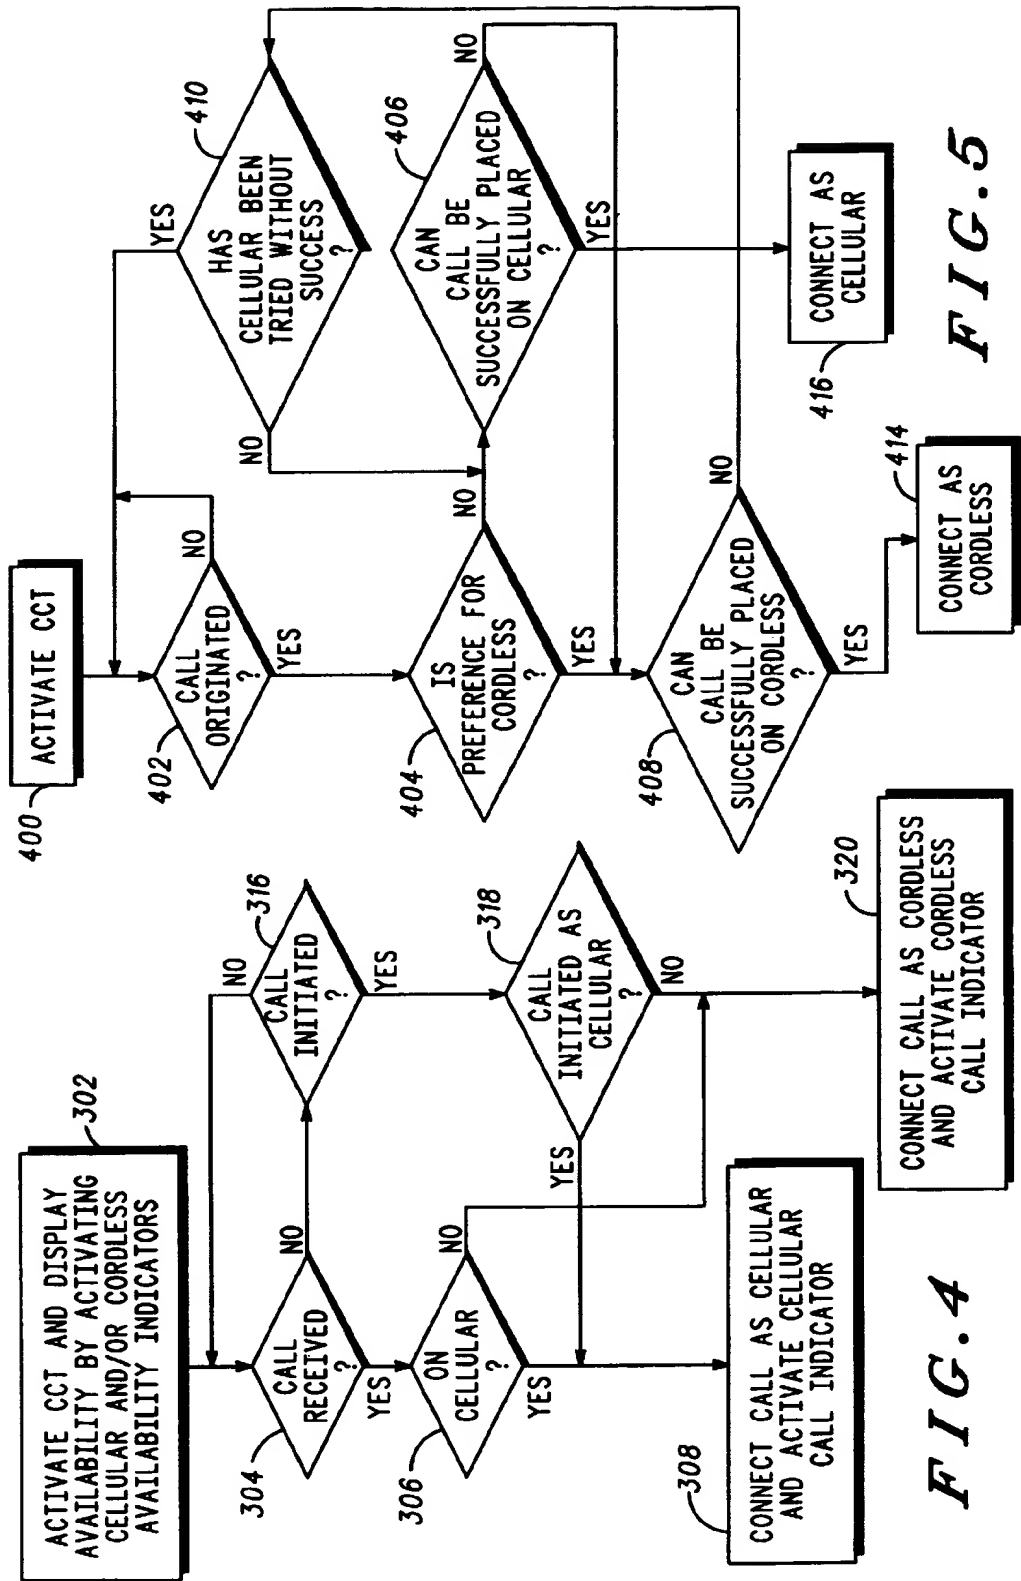 302
ACTIVATE CCT AND DISPLAY
AVAILABILITY BY ACTIVATING
CELLULAR AND/OR CORDLESS
AVAILABILITY INDICATORS
304
CALL
RECEIVED
?
NO
YES
316
CALL
INITIATED
?
NO
YES
306
ON
CELLULAR
?
NO
YES
318
CALL
INITIATED AS
CELLULAR
?
YES
NO
308
CONNECT CALL AS CELLULAR
AND ACTIVATE CELLULAR
CALL INDICATOR
320
CONNECT CALL AS CORDLESS
AND ACTIVATE CORDLESS
CALL INDICATOR
FIG.4
400
ACTIVATE CCT
402
CALL
ORIGINATED
?
NO
YES
404
IS
PREFERENCE FOR
CORDLESS
?
NO
YES
410
HAS
CELLULAR BEEN
TRIED WITHOUT
SUCCESS
?
YES
NO
406
CAN
CALL BE
SUCCESSFULLY PLACED
ON CELLULAR
?
NO
YES
408
CAN
CALL BE
SUCCESSFULLY PLACED
ON CORDLESS
?
NO
YES
414
CONNECT AS
CORDLESS
416
CONNECT AS
CELLULAR
FIG.5